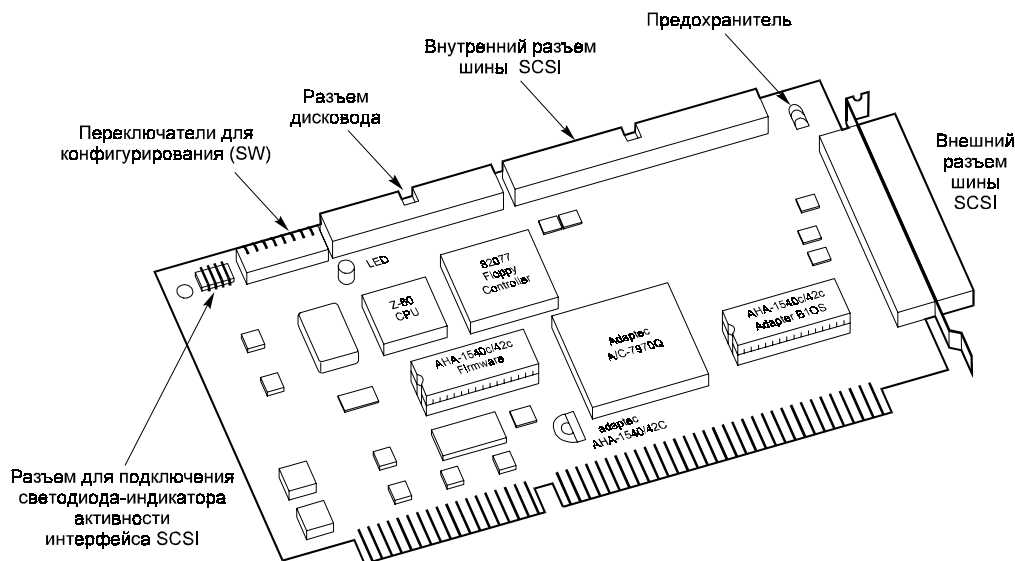 Предохранитель
Внутренний разъем
шины SCSI
Разъем
дисковода
Переключатели для
конфигурирования (SW)
Внешний
разъем
шины
SCSI
LED
82077
Floppy
Controller
Z-80
CPU
AHA-1540c/42c
Adapter BIOS
Adaptec
AIC-7970Q
AHA-1540c/42c
Firmware
adaptec
AHA-1540/42C
Разъем для подключения
светодиода-индикатора
активности
интерфейса SCSI